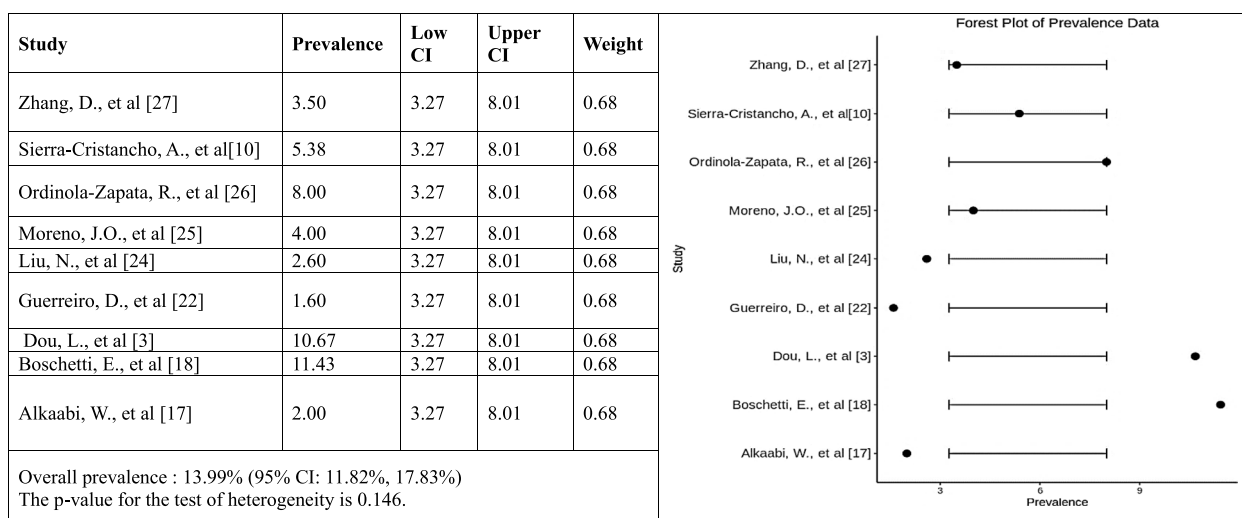 Study Prevalence Low CI Upper CI Weight
Zhang, D., et al [27] 3.50 3.27 8.01 0.68
Sierra-Cristancho, A., et al[10] 5.38 3.27 8.01 0.68
Ordinola-Zapata, R., et al [26] 8.00 3.27 8.01 0.68
Moreno, J.O., et al [25] 4.00 3.27 8.01 0.68
Liu, N., et al [24] 2.60 3.27 8.01 0.68
Guerreiro, D., et al [22] 1.60 3.27 8.01 0.68
Dou, L., et al [3] 10.67 3.27 8.01 0.68
Boschetti, E., et al [18] 11.43 3.27 8.01 0.68
Alkaabi, W., et al [17] 2.00 3.27 8.01 0.68
Overall prevalence : 13.99% (95% CI: 11.82%, 17.83%)
The p-value for the test of heterogeneity is 0.146.
Forest Plot of Prevalence Data
Zhang, D., et al [27]
Sierra-Cristancho, A., et al[10]
Ordinola-Zapata, R., et al [26]
Moreno, J.O., et al [25]
Liu, N., et al [24]
Guerreiro, D., et al [22]
Dou, L., et al [3]
Boschetti, E., et al [18]
Alkaabi, W., et al [17]
Study
3 6 9
Prevalence